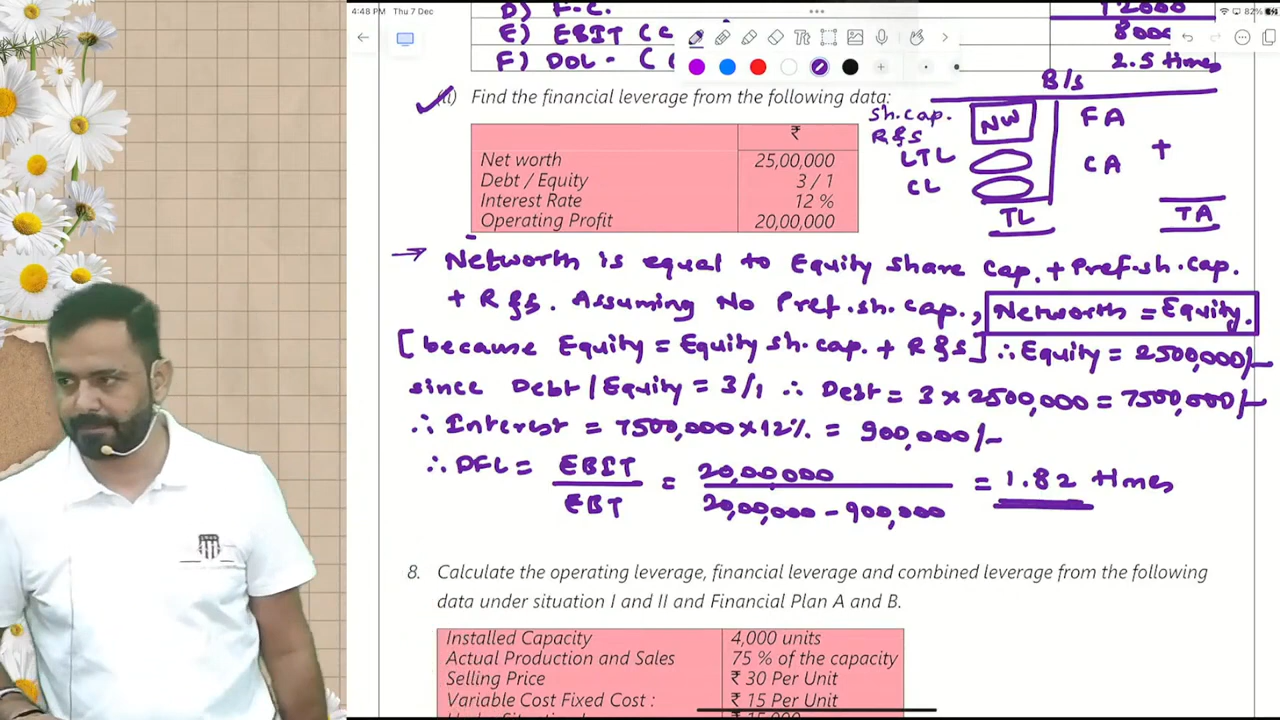 4:48 PM Thu 7 Dec
82%
D) F.C. 12000
E) EBIT
F) DOL - 2.5 times
Find the financial leverage from the following data:
₹
Net worth 25,00,000
Debt / Equity 3 / 1
Interest Rate 12 %
Operating Profit 20,00,000
B/s
sh.cap. NW FA
R&S
LTL CA +
CL
TL TA
→ Networth is equal to Equity share cap. + Pref.sh.cap.
+ R&S. Assuming No Pref.sh.cap., Networth = Equity.
[because Equity = Equity sh.cap. + R&S] ∴ Equity = 2500,000/-
since Debt/Equity = 3/1 ∴ Debt = 3 × 2500,000 = 7500,000/-
∴ Interest = 7500,000 × 12% = 900,000/-
∴ DFL = EBIT / EBT = 20,00,000 / 20,00,000 - 900,000 = 1.82 times
8. Calculate the operating leverage, financial leverage and combined leverage from the following
data under situation I and II and Financial Plan A and B.
Installed Capacity 4,000 units
Actual Production and Sales 75 % of the capacity
Selling Price ₹ 30 Per Unit
Variable Cost Fixed Cost : ₹ 15 Per Unit
₹ 15,000